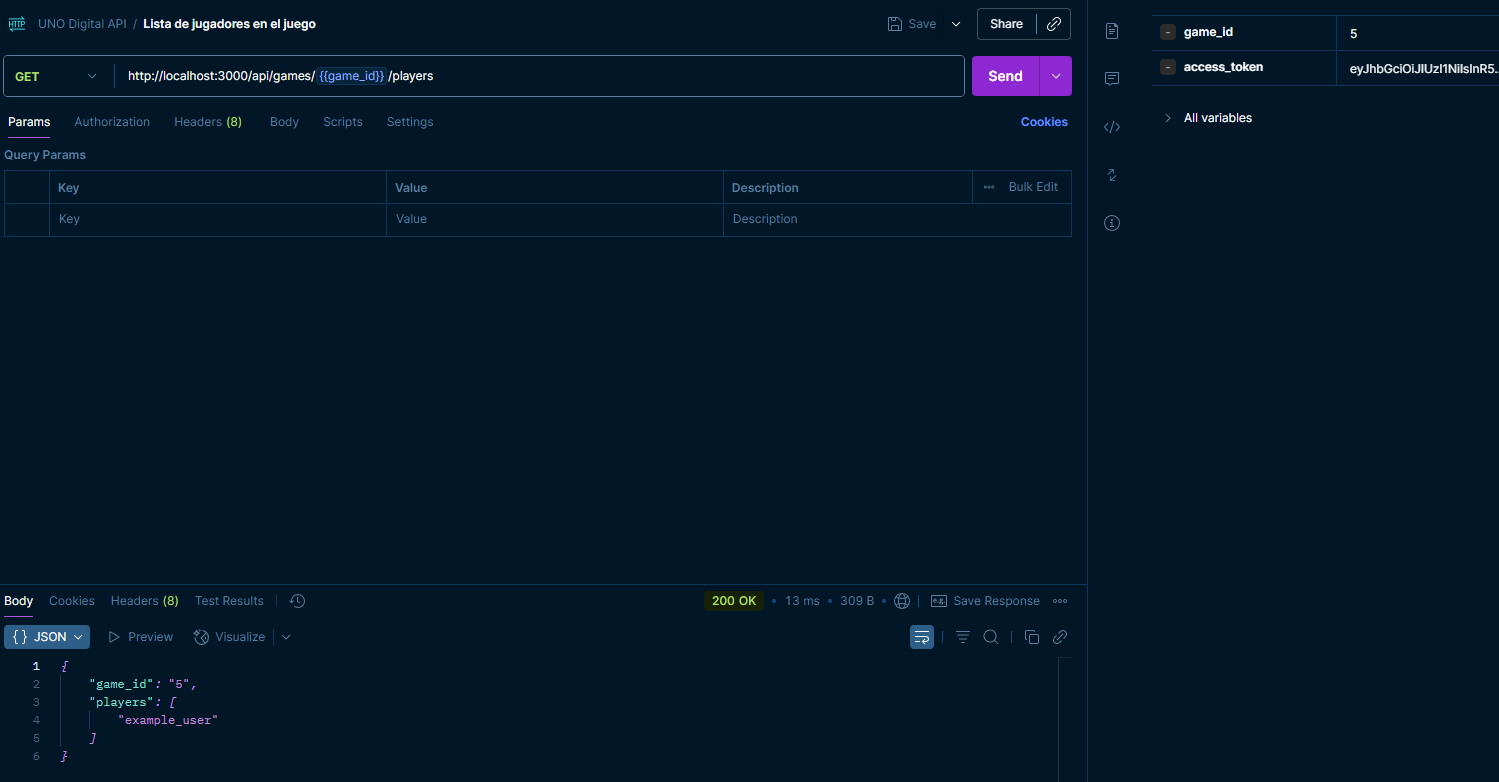 HTTP UNO Digital API / Lista de jugadores en el juego
Save
Share
GET
http://localhost:3000/api/games/{{game_id}}/players
Send
Params Authorization Headers (8) Body Scripts Settings
Cookies
Query Params
Key Value Description ••• Bulk Edit
Key Value Description
- game_id 5
- access_token eyJhbGciOiJIUzI1NiIsInR5...
All variables
Body Cookies Headers (8) Test Results
200 OK • 13 ms • 309 B • e.g. Save Response
{} JSON Preview Visualize
1 {
2 "game_id": "5",
3 "players": [
4 "example_user"
5 ]
6 }